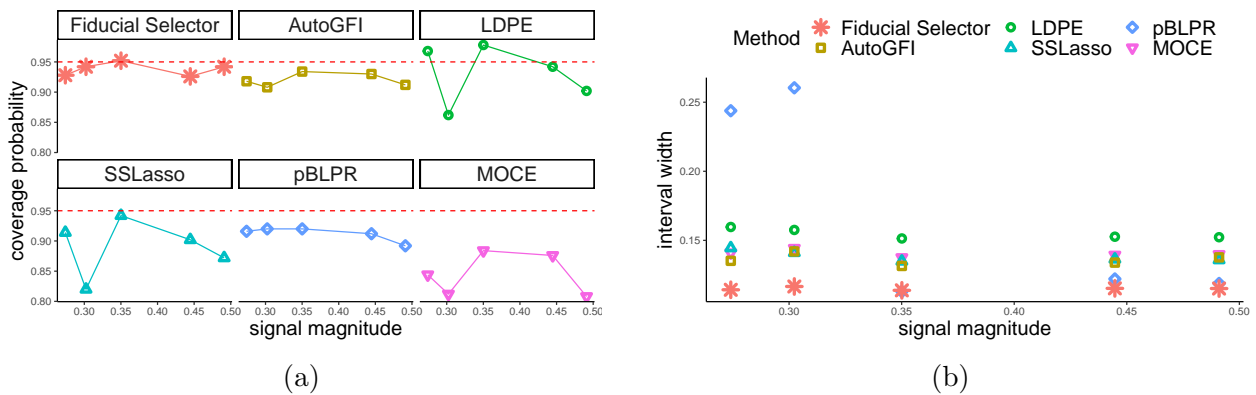 Fiducial Selector AutoGFI LDPE
0.95
0.90
0.85
0.80
SSLasso pBLPR MOCE
0.95
0.90
0.85
0.80
0.30 0.35 0.40 0.45 0.50 0.30 0.35 0.40 0.45 0.50 0.30 0.35 0.40 0.45 0.50
signal magnitude
coverage probability
(a)
Method Fiducial Selector LDPE pBLPR
AutoGFI SSLasso MOCE
0.25
0.20
0.15
0.30 0.35 0.40 0.45 0.50
signal magnitude
interval width
(b)